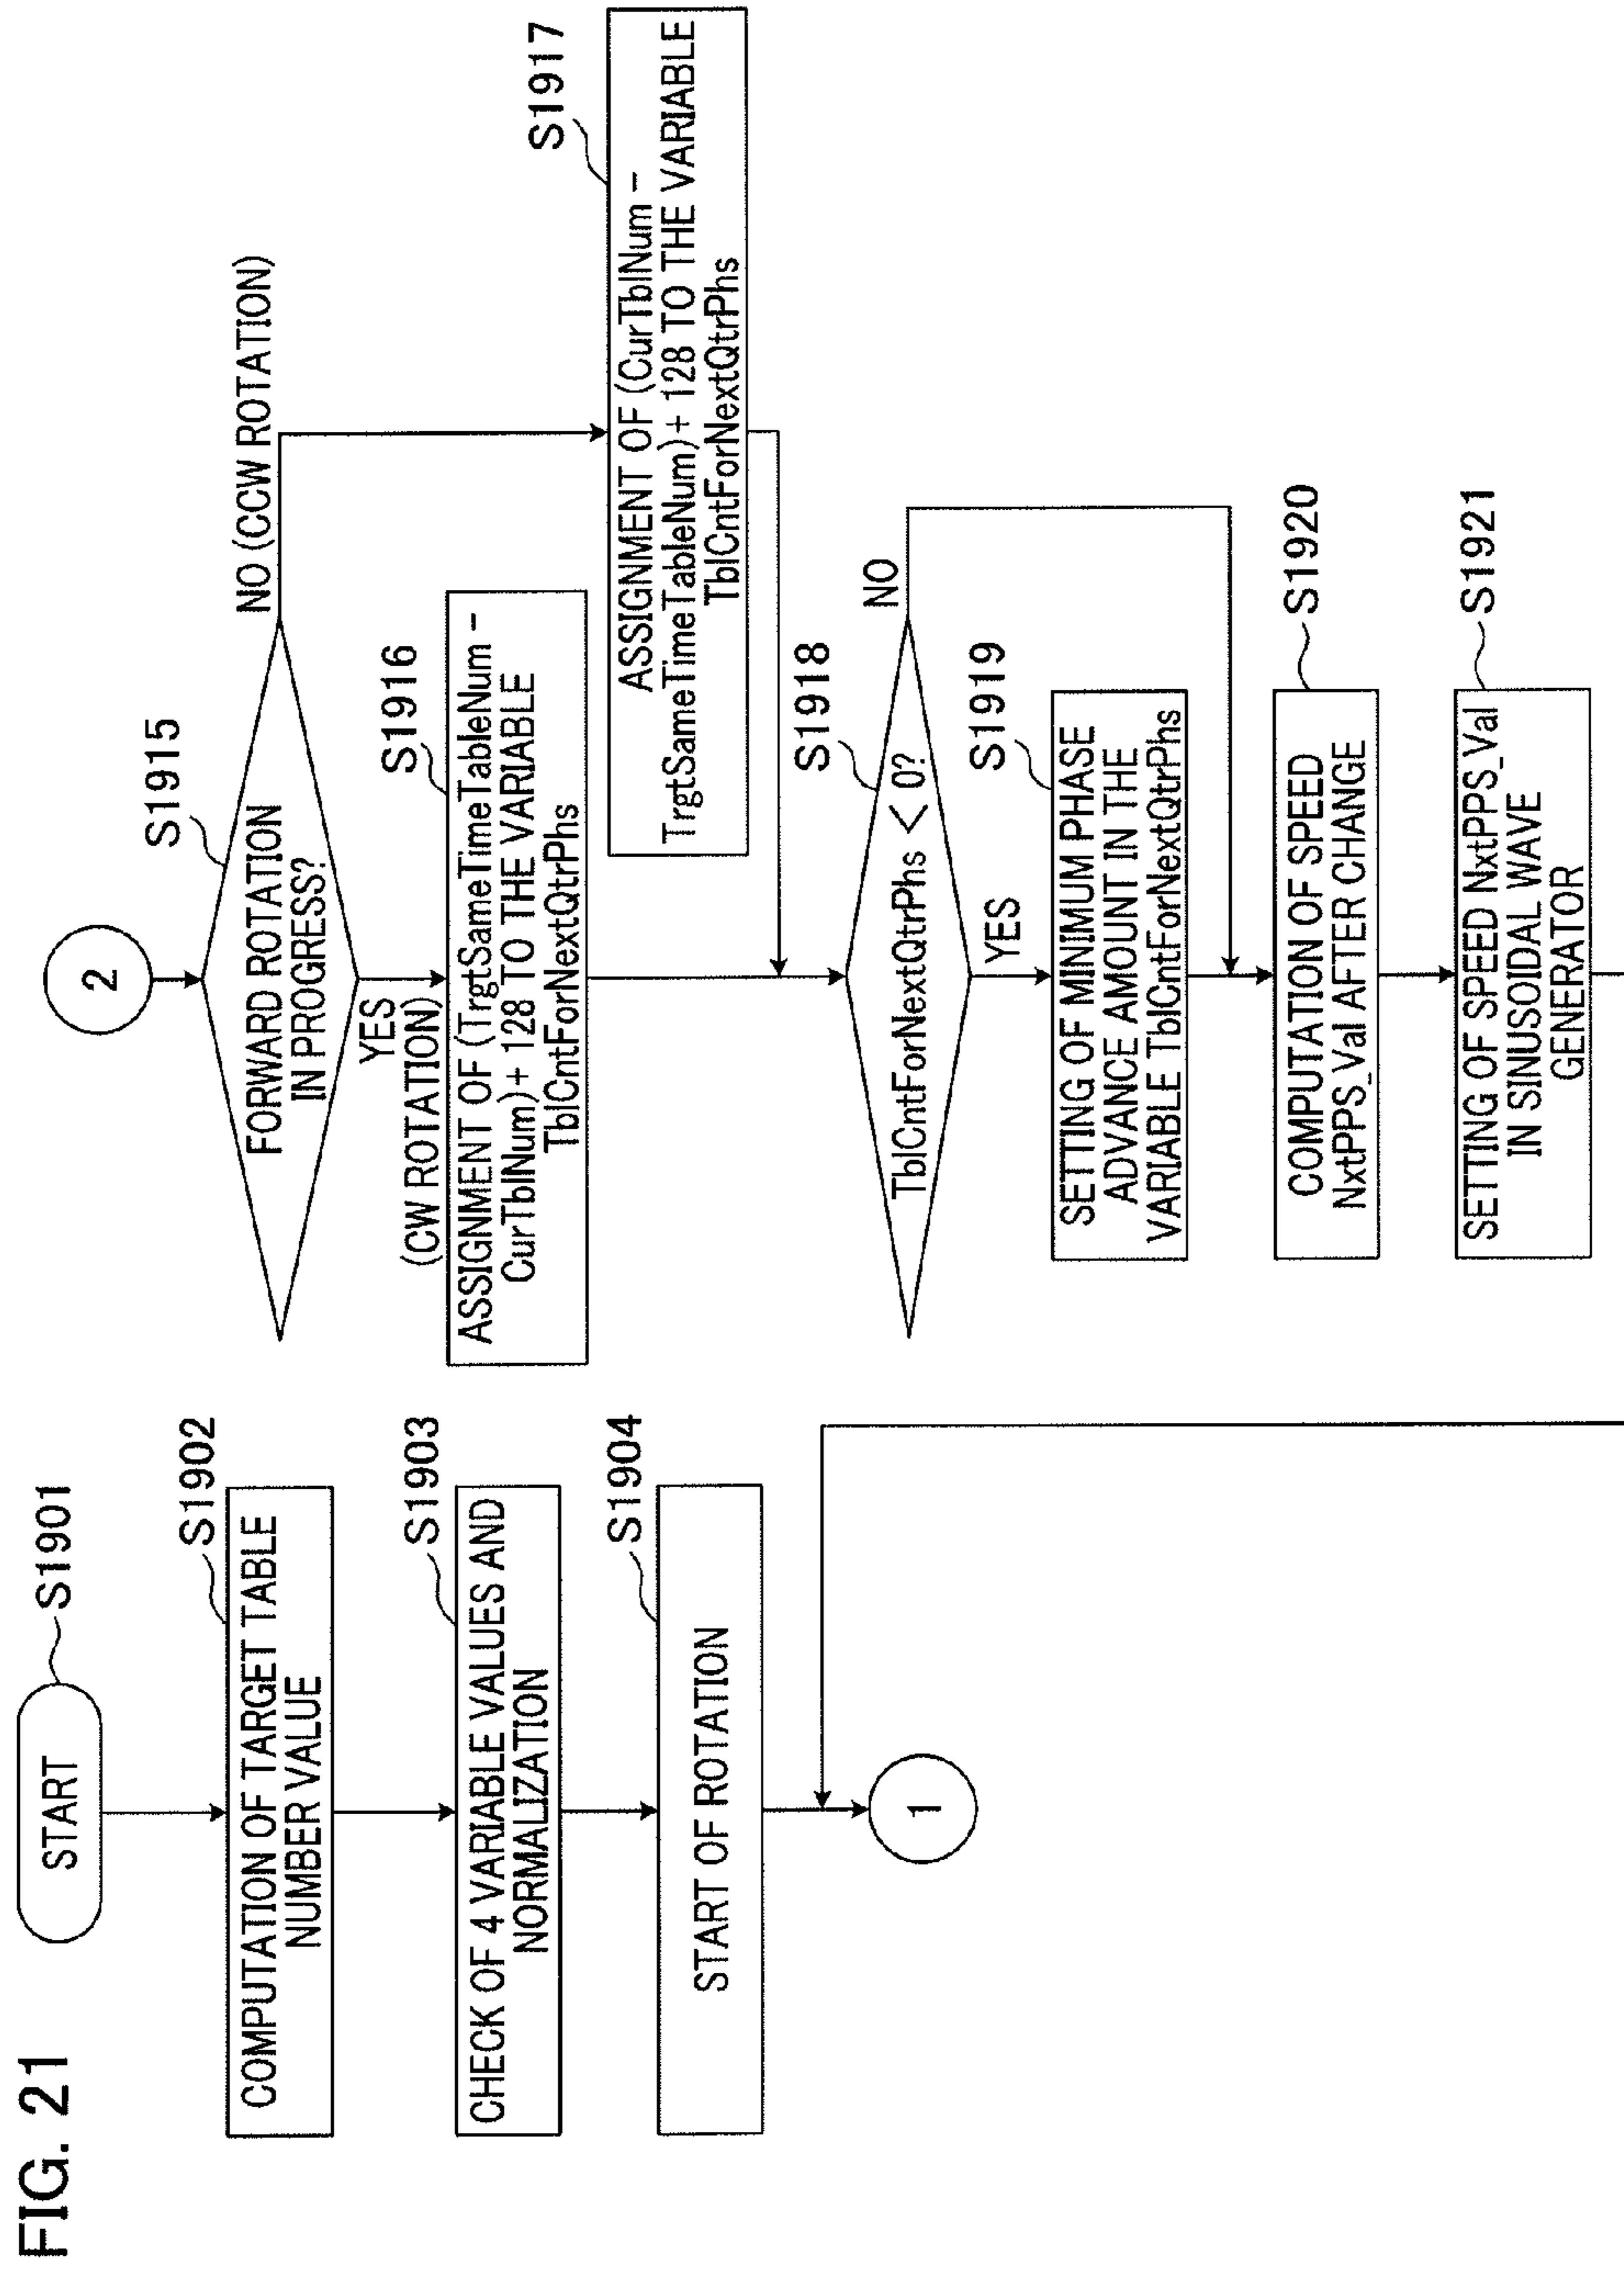 FIG. 21
START
S1901
S1902
COMPUTATION OF TARGET TABLE
NUMBER VALUE
S1903
CHECK OF 4 VARIABLE VALUES AND
NORMALIZATION
S1904
START OF ROTATION
1
2
S1915
FORWARD ROTATION
IN PROGRESS?
NO (CCW ROTATION)
YES
(CW ROTATION)
S1916
ASSIGNMENT OF (TrgtSameTimeTableNum -
CurTblNum)+ 128 TO THE VARIABLE
TblCntForNextQtrPhs
S1917
ASSIGNMENT OF (CurTblNum -
TrgtSameTimeTableNum)+ 128 TO THE VARIABLE
TblCntForNextQtrPhs
S1918
TblCntForNextQtrPhs < 0?
NO
YES
S1919
SETTING OF MINIMUM PHASE
ADVANCE AMOUNT IN THE
VARIABLE TblCntForNextQtrPhs
S1920
COMPUTATION OF SPEED
NxtPPS_Val AFTER CHANGE
S1921
SETTING OF SPEED NxtPPS_Val
IN SINUSOIDAL WAVE
GENERATOR